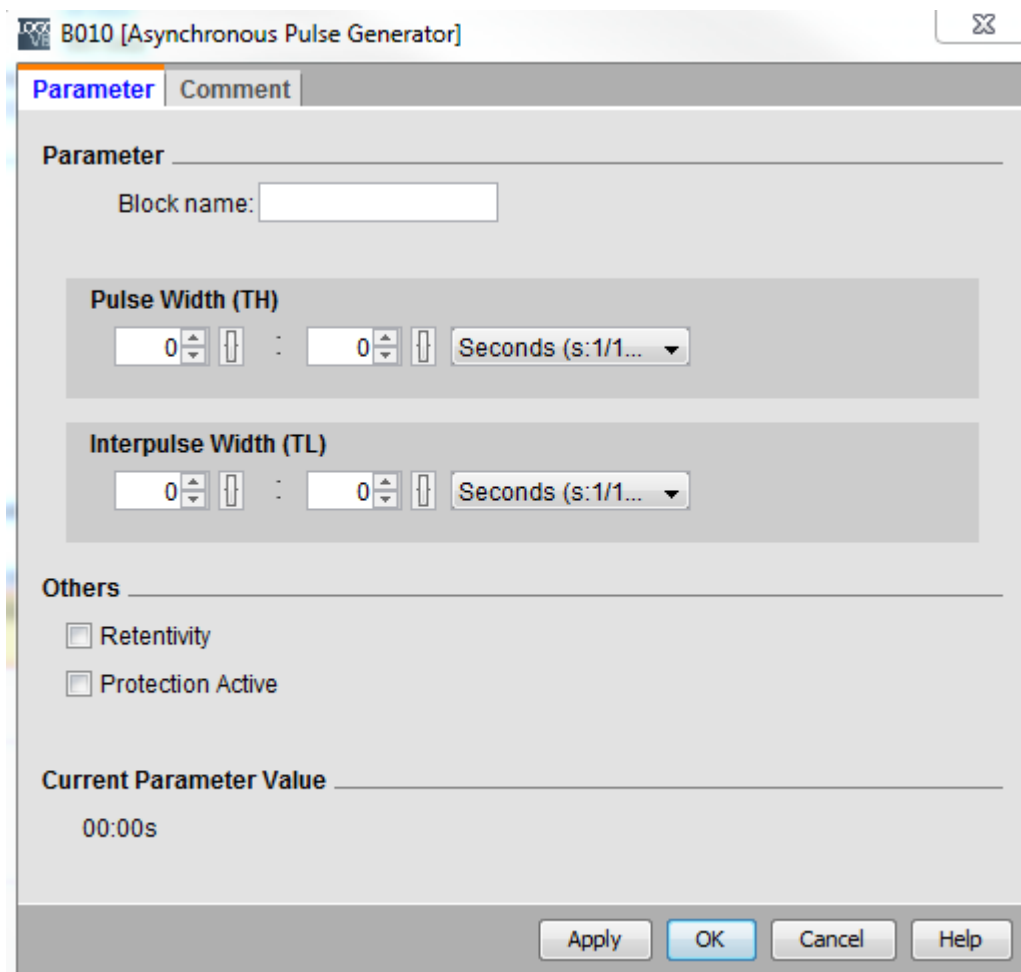 B010 [Asynchronous Pulse Generator]
Parameter Comment
Parameter
Block name:
Pulse Width (TH)
0 : 0 Seconds (s:1/1...
Interpulse Width (TL)
0 : 0 Seconds (s:1/1...
Others
Retentivity
Protection Active
Current Parameter Value
00:00s
Apply OK Cancel Help